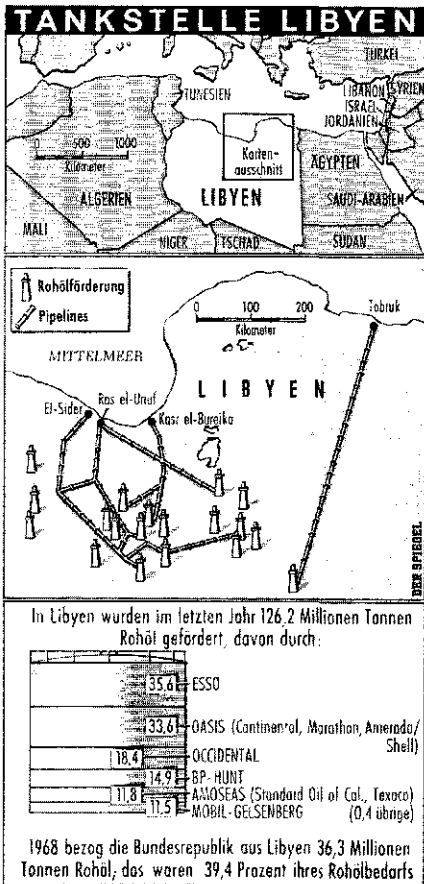 TANKSTELLE LIBYEN
TÜRKEI
TUNESIEN
LIBANON
SYRIEN
ISRAEL
JORDANIEN
0 500 1000
Kilometer
Karten-
ausschnitt
ÄGYPTEN
ALGERIEN
LIBYEN
SAUDI-ARABIEN
MALI
NIGER
TSCHAD
SUDAN
Rohölförderung
Pipelines
0 100 200
Kilometer
Tobruk
MITTELMEER
LIBYEN
El-Sider
Ras el-Unuf
Kasr el-Bureika
DER SPIEGEL
In Libyen wurden im letzten Jahr 126,2 Millionen Tonnen
Rohöl gefördert, davon durch:
35,6 ESSO
33,6 OASIS (Continental, Marathon, Amerada/
Shell)
18,4 OCCIDENTAL
14,9 BP-HUNT
11,8 AMOSEAS (Standard Oil of Cal., Texaco)
11,5 MOBIL-GELSENBERG (0,4 übrige)
1968 bezog die Bundesrepublik aus Libyen 36,3 Millionen
Tonnen Rohöl; das waren 39,4 Prozent ihres Rohölbedarfs